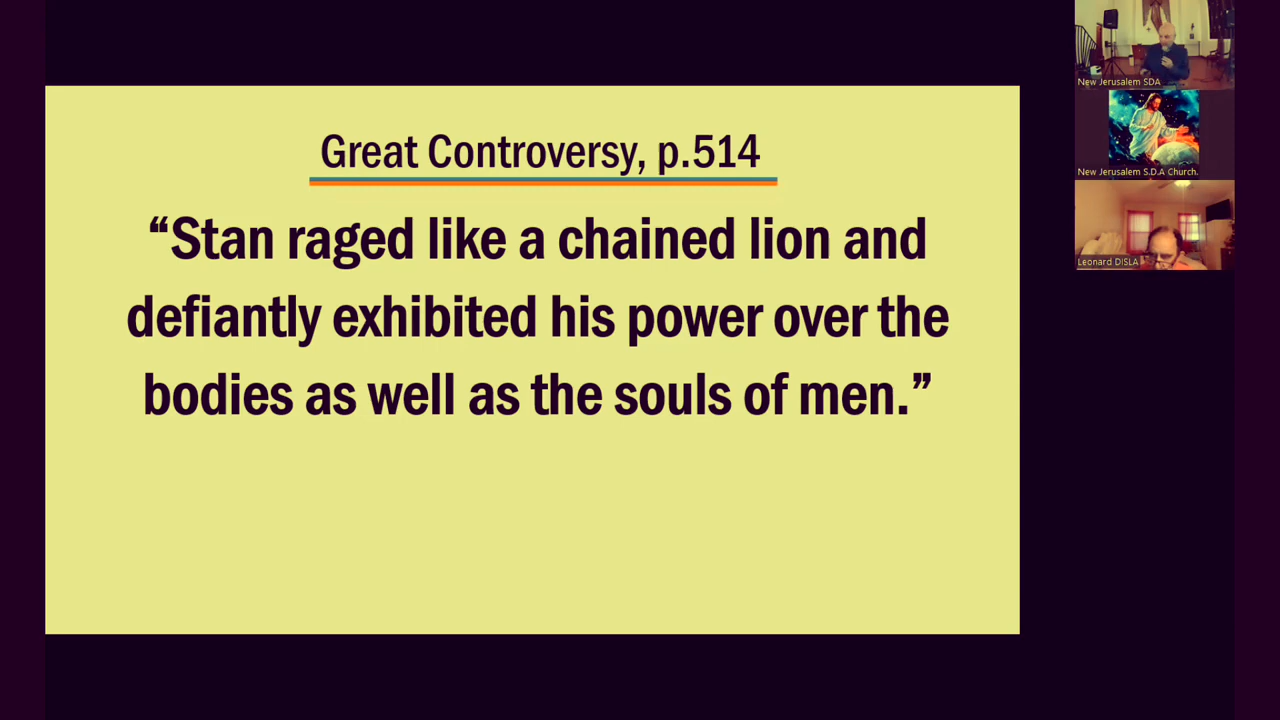 Great Controversy, p.514
“Stan raged like a chained lion and
defiantly exhibited his power over the
bodies as well as the souls of men.”
New Jerusalem SDA
New Jerusalem S.D.A Church.
Leonard DISLA